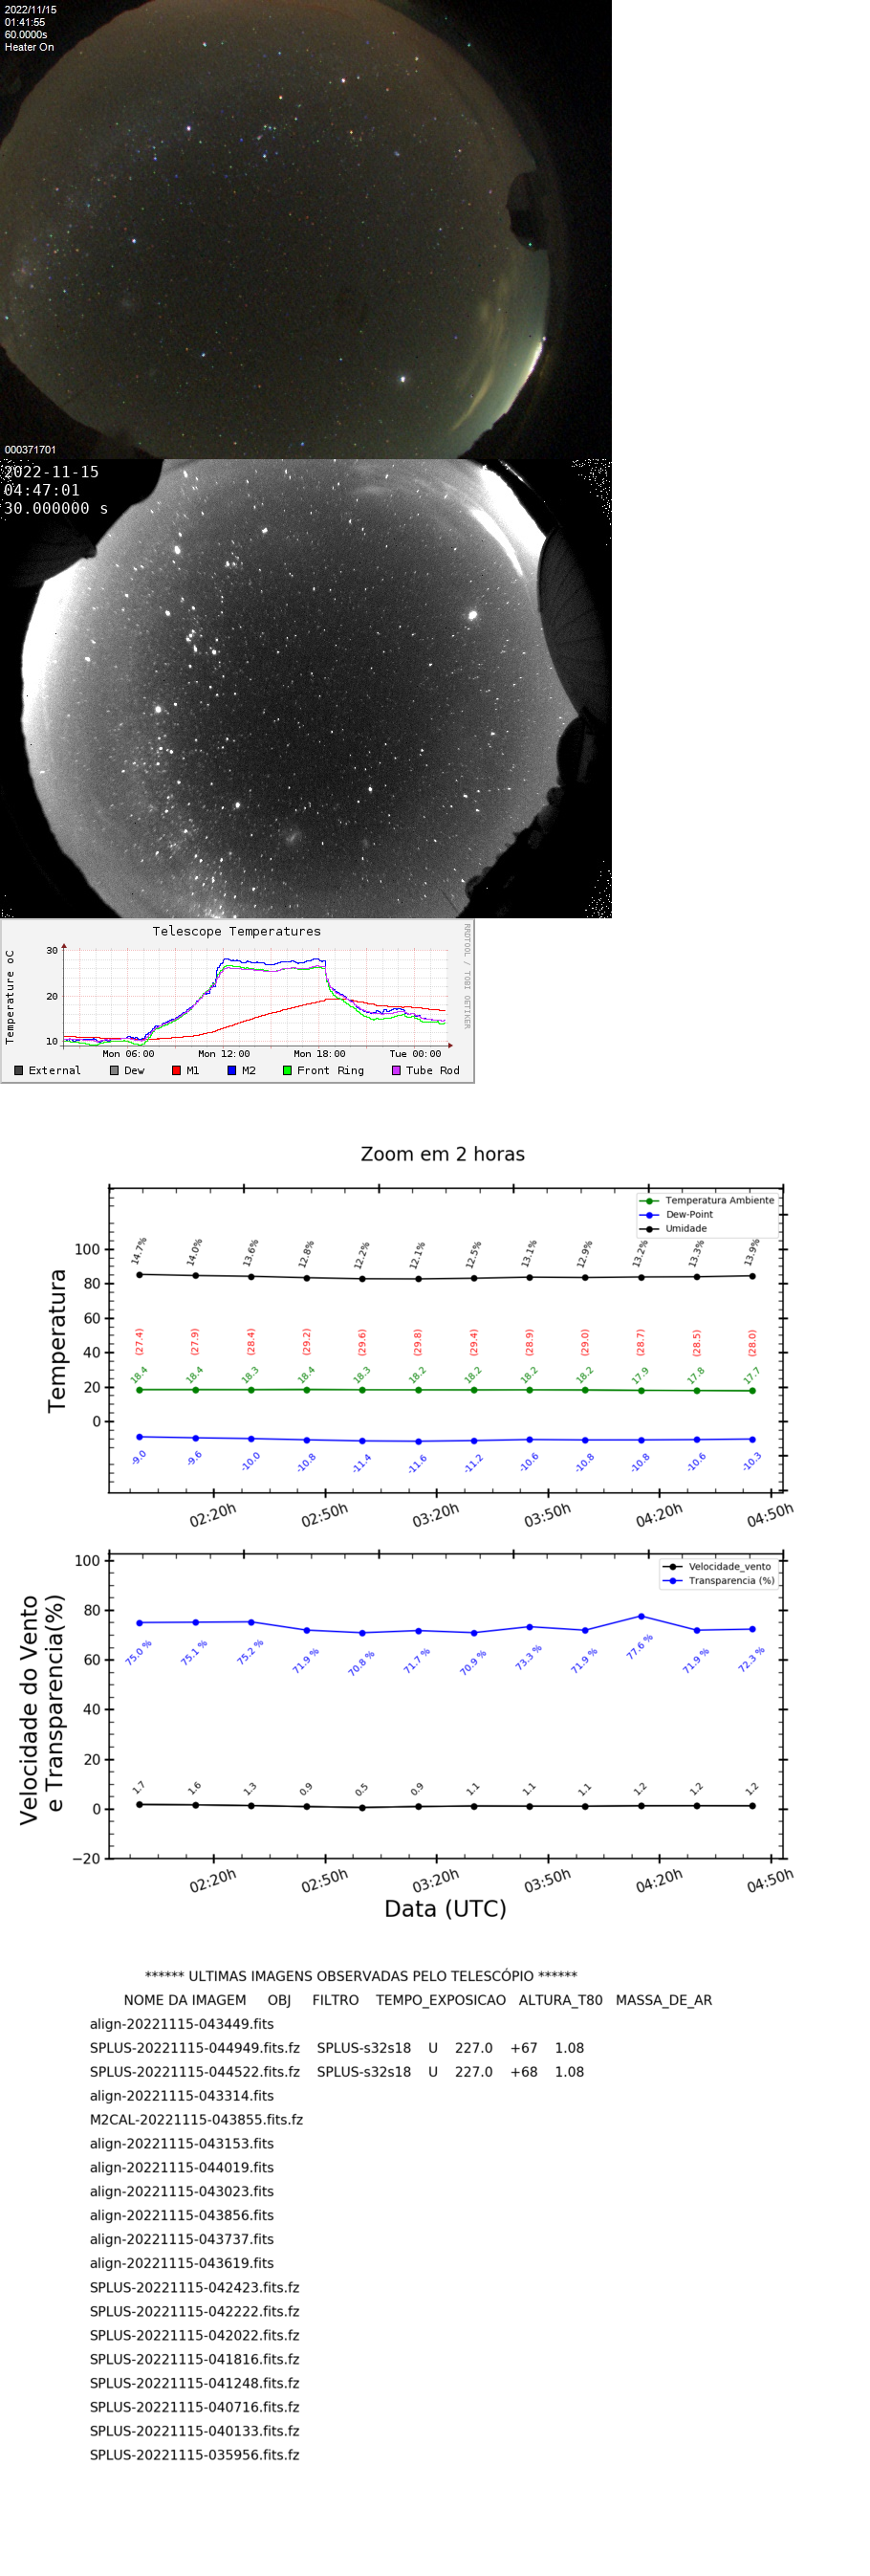 2022/11/15
01:41:55
60.0000s
Heater On
000371701
2022-11-15
04:47:01
30.000000 s
Telescope Temperatures
RRDTOOL / TOBI OETIKER
Temperature oC
30
20
10
Mon 06:00 Mon 12:00 Mon 18:00 Tue 00:00
External Dew M1 M2 Front Ring Tube Rod
Zoom em 2 horas
Temperatura Ambiente
Dew-Point
Umidade
Temperatura
100
80
60
40
20
0
14.7% 14.0% 13.6% 12.8% 12.2% 12.1% 12.5% 13.1% 12.9% 13.2% 13.3% 13.9%
(27.4) (27.9) (28.4) (29.2) (29.6) (29.8) (29.4) (28.9) (29.0) (28.7) (28.5) (28.0)
18.4 18.4 18.3 18.4 18.3 18.2 18.2 18.2 18.2 17.9 17.8 17.7
-9.0 -9.6 -10.0 -10.8 -11.4 -11.6 -11.2 -10.6 -10.8 -10.8 -10.6 -10.3
02:20h 02:50h 03:20h 03:50h 04:20h 04:50h
Velocidade_vento
Transparencia (%)
Velocidade do Vento
e Transparencia(%)
100
80
60
40
20
0
−20
75.0 % 75.1 % 75.2 % 71.9 % 70.8 % 71.7 % 70.9 % 73.3 % 71.9 % 77.6 % 71.9 % 72.3 %
1.7 1.6 1.3 0.9 0.5 0.9 1.1 1.1 1.1 1.2 1.2 1.2
02:20h 02:50h 03:20h 03:50h 04:20h 04:50h
Data (UTC)
****** ULTIMAS IMAGENS OBSERVADAS PELO TELESCÓPIO ******
NOME DA IMAGEM OBJ FILTRO TEMPO_EXPOSICAO ALTURA_T80 MASSA_DE_AR
align-20221115-043449.fits
SPLUS-20221115-044949.fits.fz SPLUS-s32s18 U 227.0 +67 1.08
SPLUS-20221115-044522.fits.fz SPLUS-s32s18 U 227.0 +68 1.08
align-20221115-043314.fits
M2CAL-20221115-043855.fits.fz
align-20221115-043153.fits
align-20221115-044019.fits
align-20221115-043023.fits
align-20221115-043856.fits
align-20221115-043737.fits
align-20221115-043619.fits
SPLUS-20221115-042423.fits.fz
SPLUS-20221115-042222.fits.fz
SPLUS-20221115-042022.fits.fz
SPLUS-20221115-041816.fits.fz
SPLUS-20221115-041248.fits.fz
SPLUS-20221115-040716.fits.fz
SPLUS-20221115-040133.fits.fz
SPLUS-20221115-035956.fits.fz